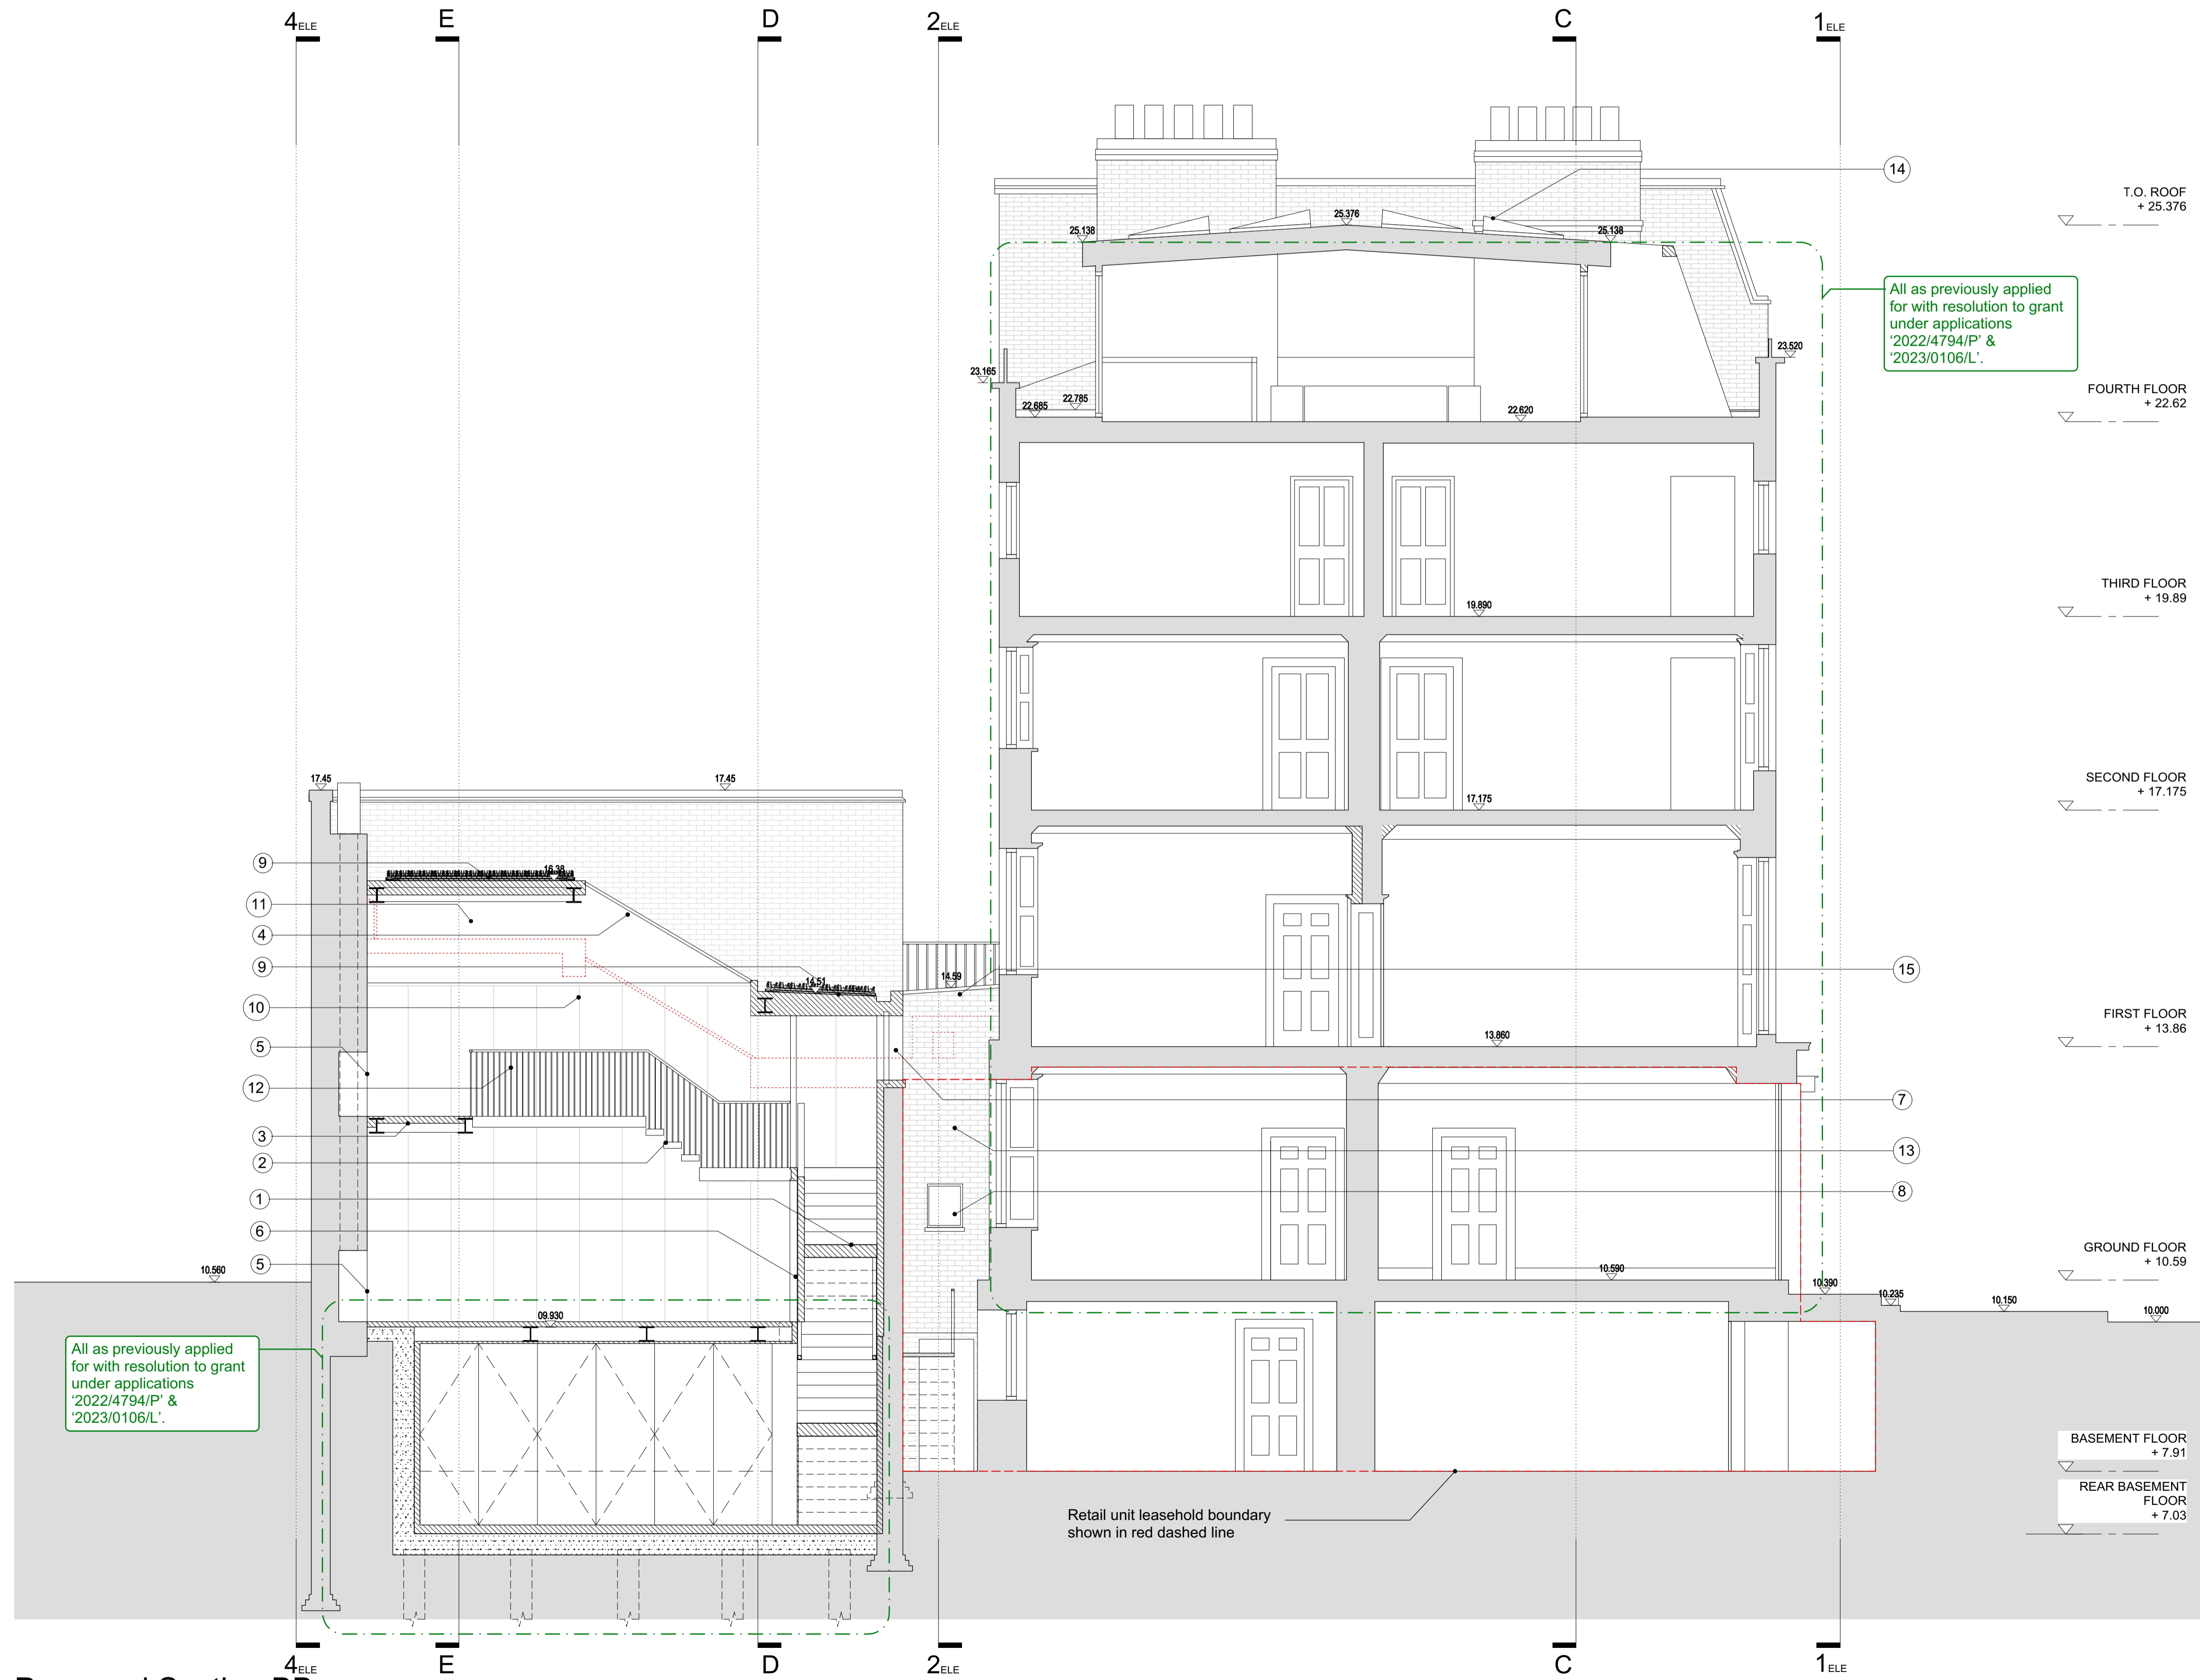 4ELE
E
D
2ELE
C
1ELE
14
T.O. ROOF
+ 25.376
25.376
25.138
25.138
All as previously applied
for with resolution to grant
under applications
‘2022/4794/P’ &
‘2023/0106/L’.
23.520
23.165
FOURTH FLOOR
+ 22.62
22.685
22.785
22.620
THIRD FLOOR
+ 19.89
19.890
SECOND FLOOR
+ 17.175
17.175
17.45
17.45
9
16.38
11
4
9
14.51
14.59
15
10
FIRST FLOOR
+ 13.86
13.860
5
12
7
3
13
2
8
1
6
GROUND FLOOR
+ 10.59
5
10.560
10.590
10.390
10.235
10.150
10.000
09.930
All as previously applied
for with resolution to grant
under applications
‘2022/4794/P’ &
‘2023/0106/L’.
BASEMENT FLOOR
+ 7.91
REAR BASEMENT
FLOOR
+ 7.03
Retail unit leasehold boundary
shown in red dashed line
4ELE
E
D
2ELE
C
1ELE